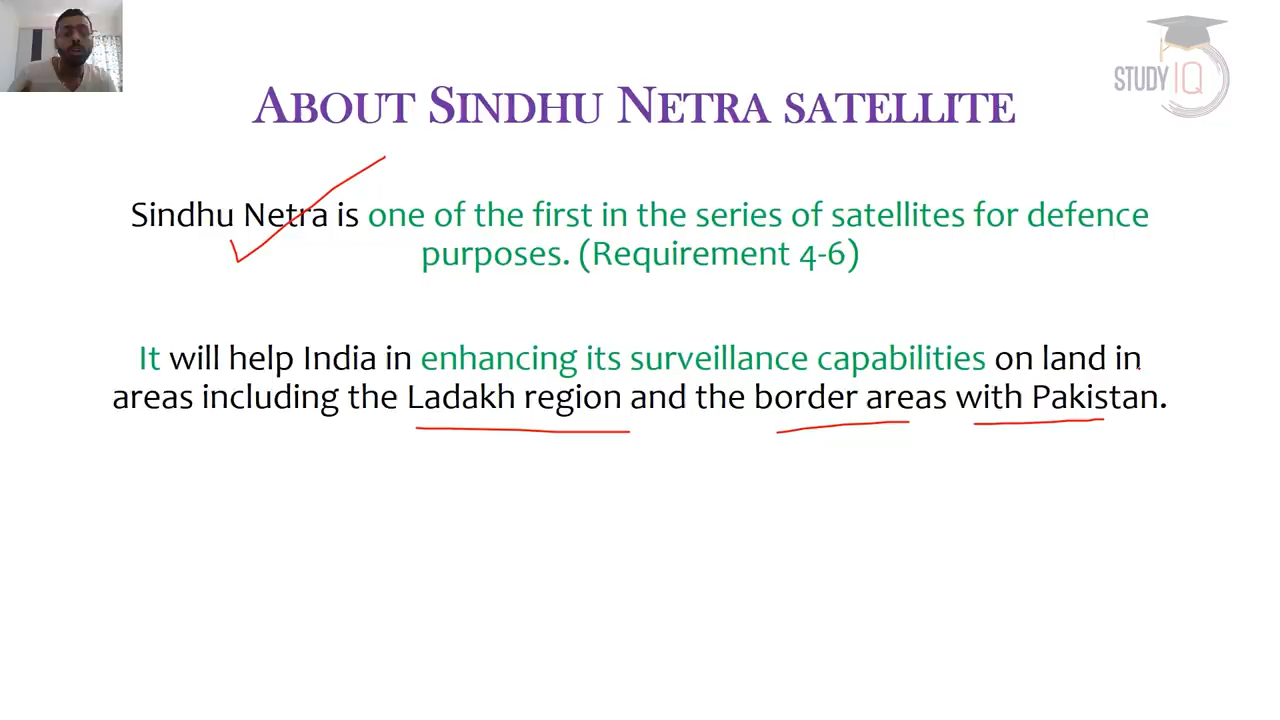 STUDY IQ
ABOUT SINDHU NETRA SATELLITE
Sindhu Netra is one of the first in the series of satellites for defence
purposes. (Requirement 4-6)
It will help India in enhancing its surveillance capabilities on land in
areas including the Ladakh region and the border areas with Pakistan.